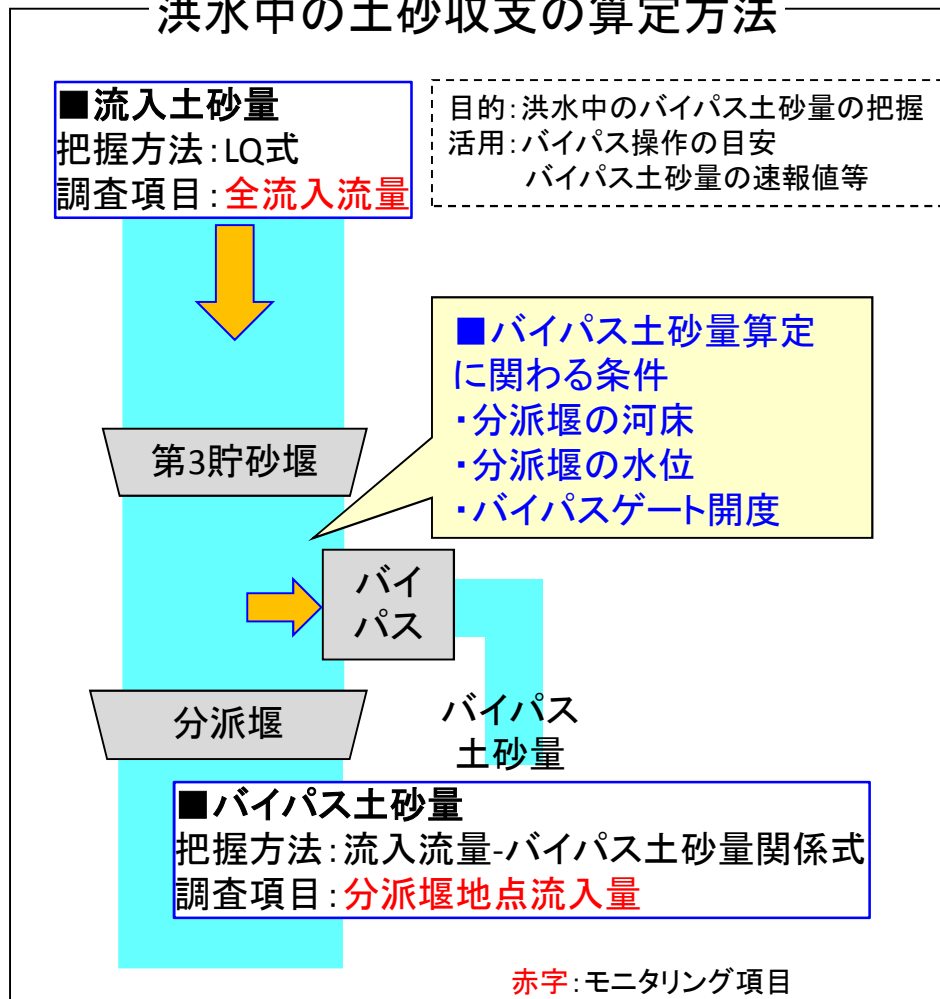 洪水中の土砂収支の算定方法
■流入土砂量
把握方法：LQ式
調査項目：全流入流量
目的：洪水中のバイパス土砂量の把握
活用：バイパス操作の目安
バイパス土砂量の速報値等
■バイパス土砂量算定
に関わる条件
・分派堰の河床
・分派堰の水位
・バイパスゲート開度
第3貯砂堰
バイ
パス
分派堰
バイパス
土砂量
■バイパス土砂量
把握方法：流入流量-バイパス土砂量関係式
調査項目：分派堰地点流入量
赤字：モニタリング項目